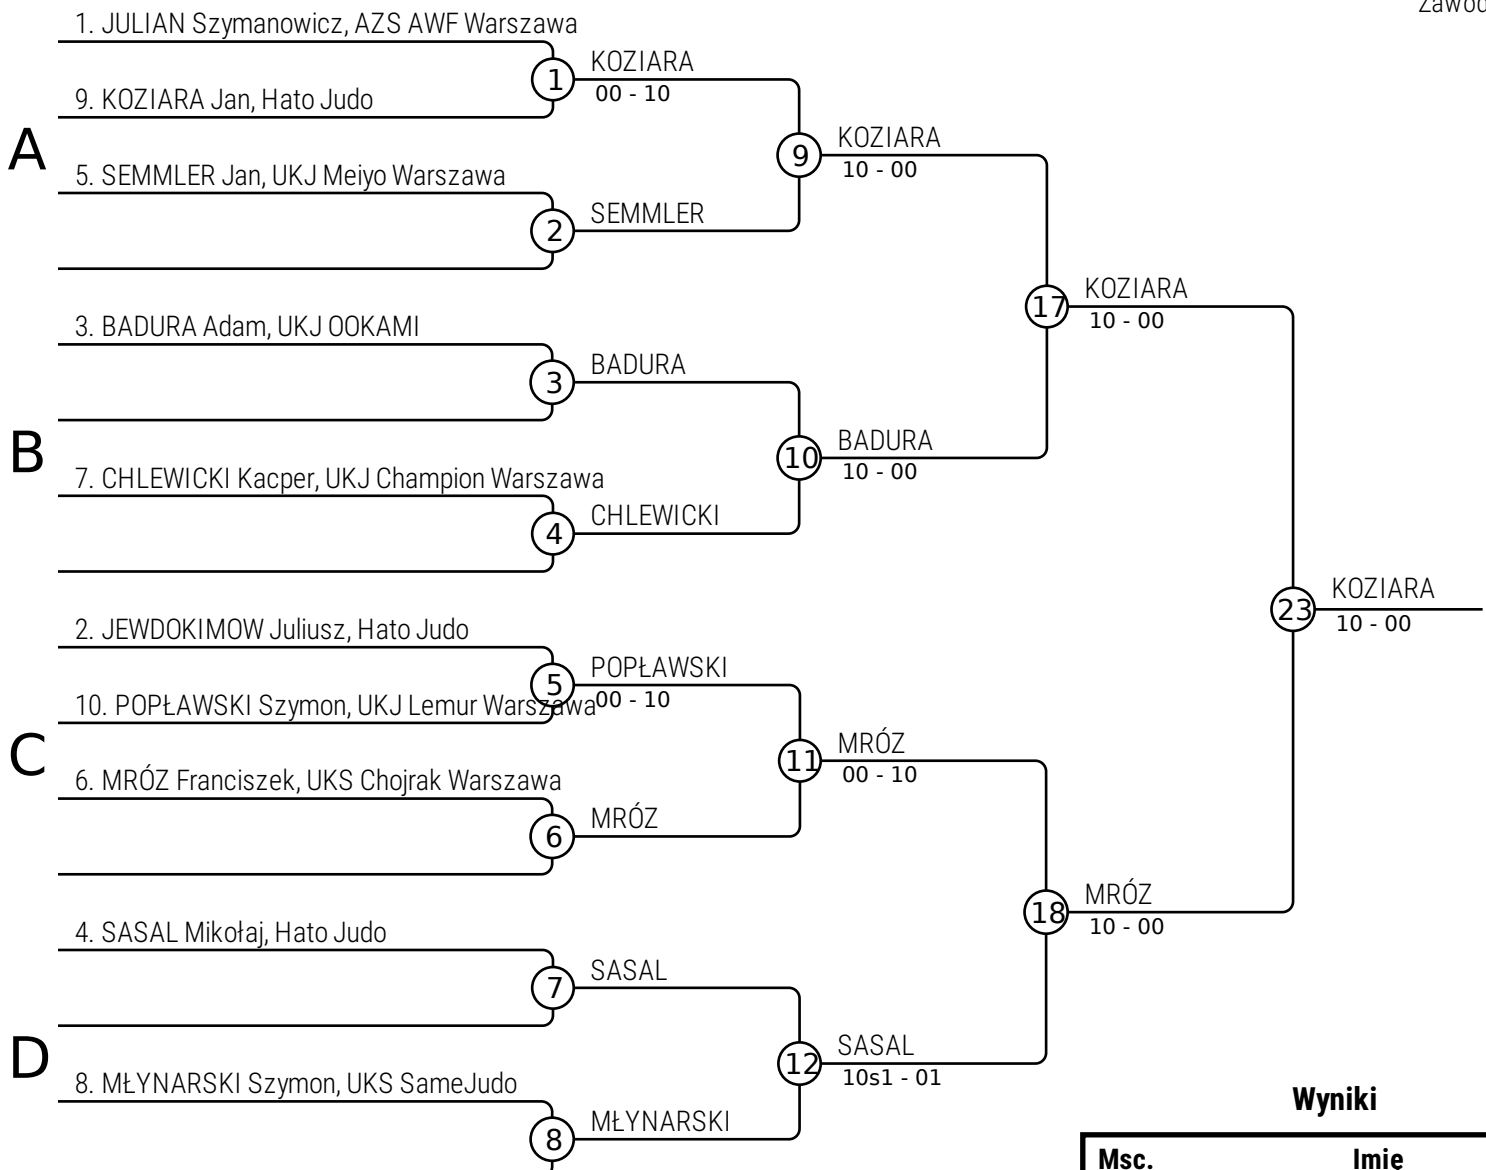 Zawod
1. JULIAN Szymanowicz, AZS AWF Warszawa
1
KOZIARA
00 - 10
9. KOZIARA Jan, Hato Judo
A
9
KOZIARA
10 - 00
5. SEMMLER Jan, UKJ Meiyo Warszawa
2
SEMMLER
17
KOZIARA
10 - 00
3. BADURA Adam, UKJ OOKAMI
3
BADURA
B
10
BADURA
10 - 00
7. CHLEWICKI Kacper, UKJ Champion Warszawa
4
CHLEWICKI
23
KOZIARA
10 - 00
2. JEWDOKIMOW Juliusz, Hato Judo
5
POPŁAWSKI
00 - 10
10. POPŁAWSKI Szymon, UKJ Lemur Warszawa
C
11
MRÓZ
00 - 10
6. MRÓZ Franciszek, UKS Chojrak Warszawa
6
MRÓZ
18
MRÓZ
10 - 00
4. SASAL Mikołaj, Hato Judo
7
SASAL
D
12
SASAL
10s1 - 01
8. MŁYNARSKI Szymon, UKS SameJudo
8
MŁYNARSKI
Wyniki
Msc. Imię